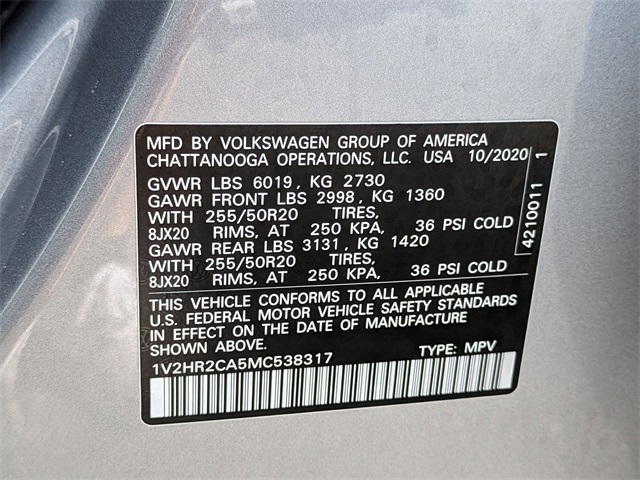 MFD BY VOLKSWAGEN GROUP OF AMERICA
CHATTANOOGA OPERATIONS, LLC. USA 10/2020
GVWR LBS 6019, KG 2730
GAWR FRONT LBS 2998, KG 1360
WITH 255/50R20 TIRES,
8JX20 RIMS, AT 250 KPA, 36 PSI COLD
GAWR REAR LBS 3131, KG 1420
WITH 255/50R20 TIRES,
8JX20 RIMS, AT 250 KPA, 36 PSI COLD
THIS VEHICLE CONFORMS TO ALL APPLICABLE
U.S. FEDERAL MOTOR VEHICLE SAFETY STANDARDS
IN EFFECT ON THE DATE OF MANUFACTURE
SHOWN ABOVE.
1V2HR2CA5MC538317 TYPE: MPV
4210011 1